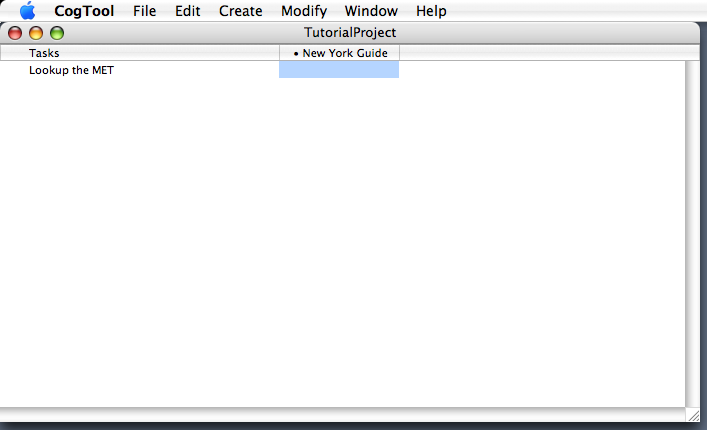 CogTool File Edit Create Modify Window Help
TutorialProject
Tasks • New York Guide
Lookup the MET